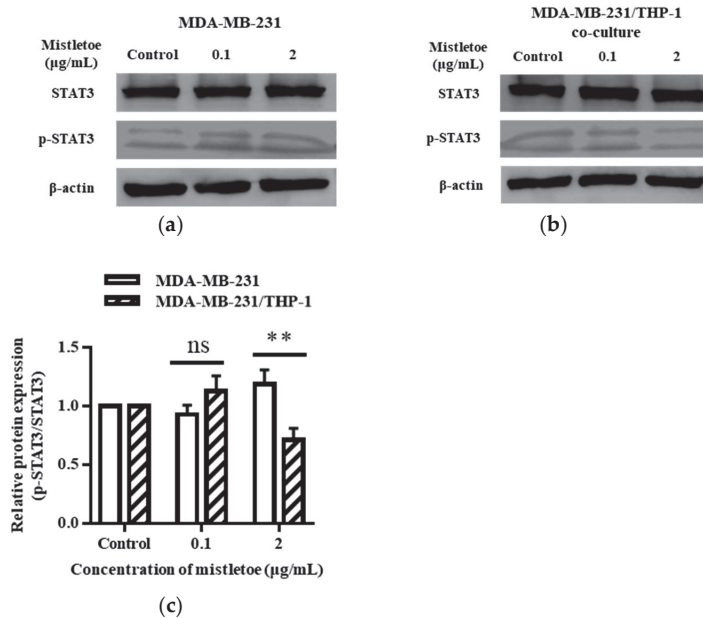 MDA-MB-231
Mistletoe
(µg/mL) Control 0.1 2
STAT3
p-STAT3
β-actin
(a)
MDA-MB-231/THP-1
co-culture
Mistletoe
(µg/mL) Control 0.1 2
STAT3
p-STAT3
β-actin
(b)
MDA-MB-231
MDA-MB-231/THP-1
Relative protein expression
(p-STAT3/STAT3)
1.5
1.0
0.5
0.0
ns
**
Control 0.1 2
Concentration of mistletoe (µg/mL)
(c)